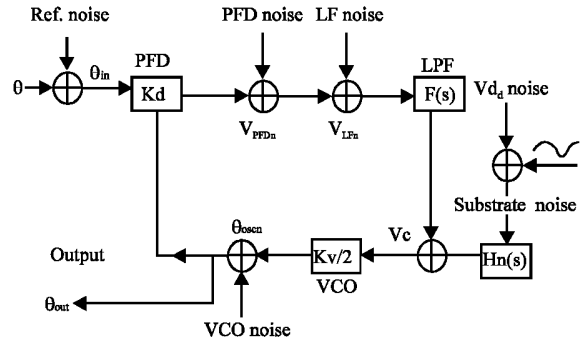 Ref. noise
PFD noise
LF noise
PFD
LPF
θ
θin
Kd
F(s)
Vdd noise
VPFDn
VLFn
Substrate noise
θoscn
Vc
Output
Kv/2
Hn(s)
VCO
θout
VCO noise